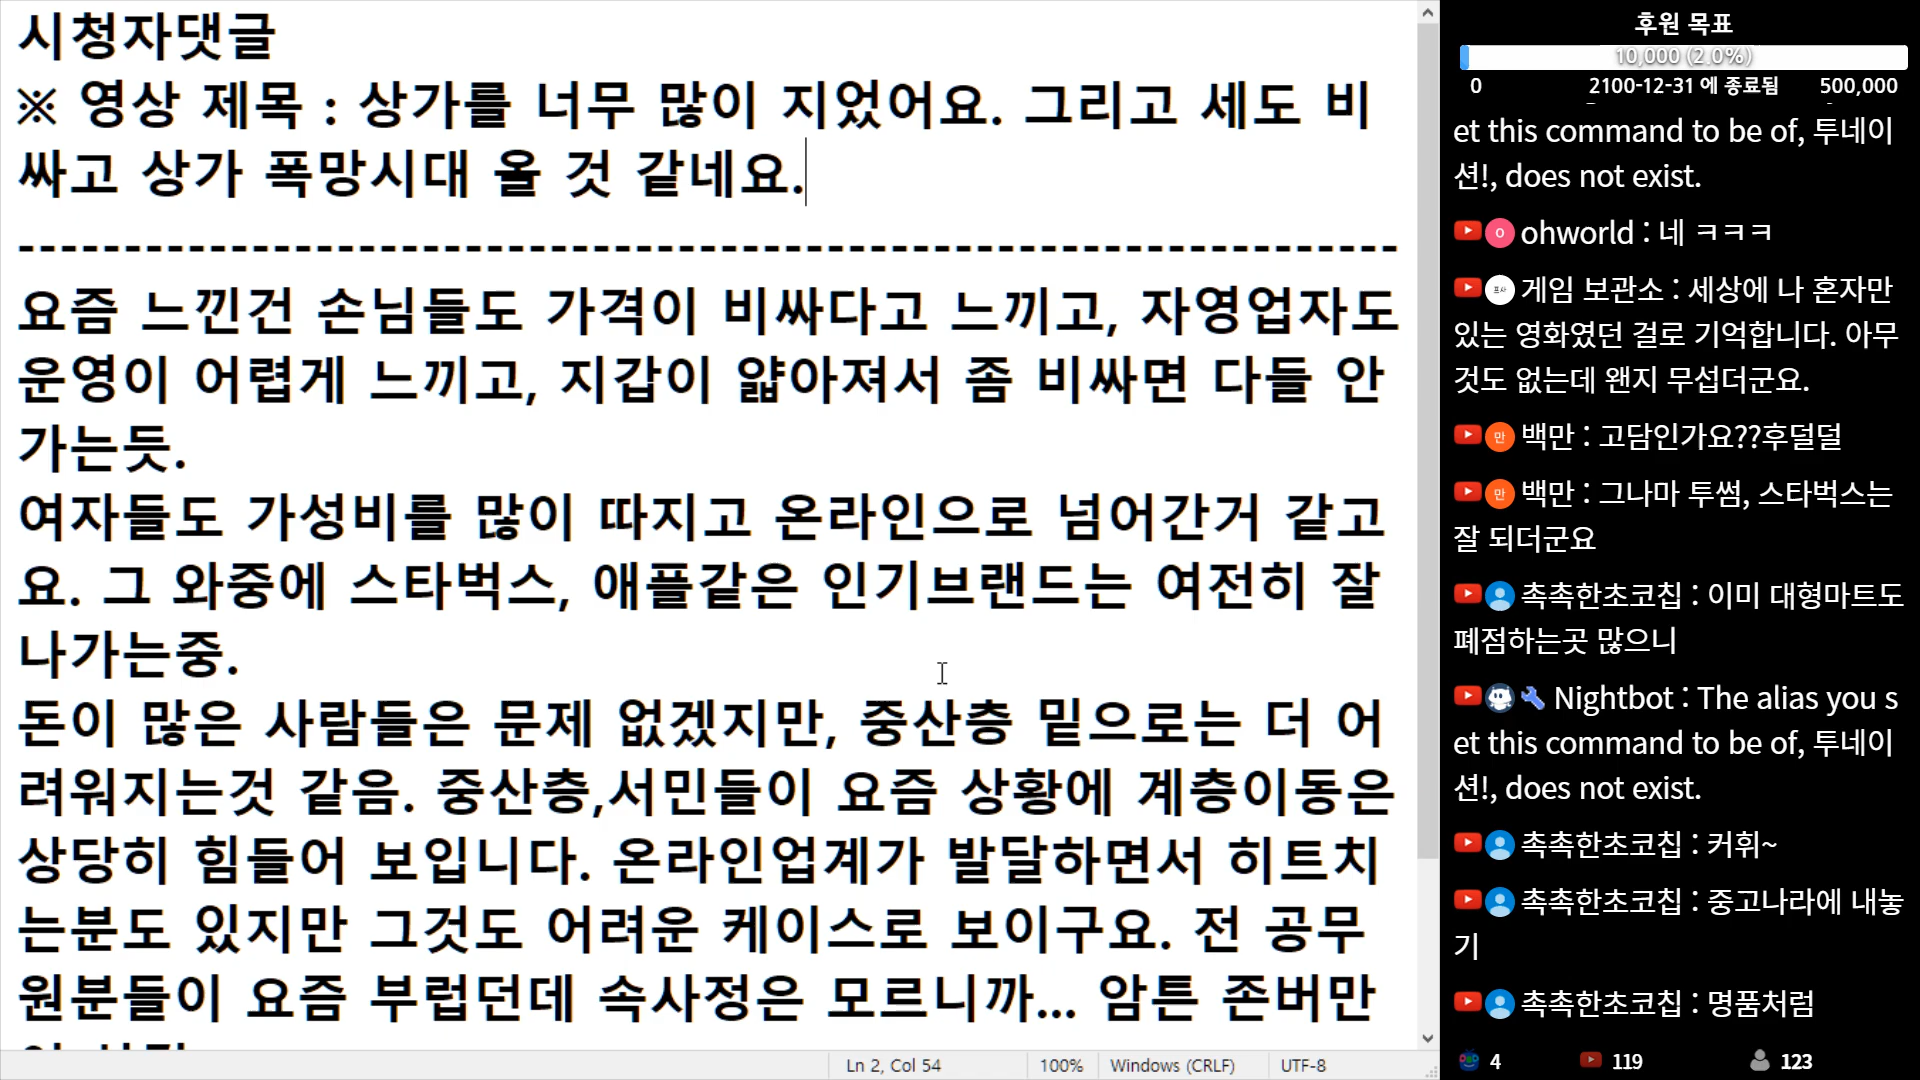 시청자댓글
※ 영상 제목 : 상가를 너무 많이 지었어요. 그리고 세도 비
싸고 상가 폭망시대 올 것 같네요.
------------------------------------------------------------------
요즘 느낀건 손님들도 가격이 비싸다고 느끼고, 자영업자도
운영이 어렵게 느끼고, 지갑이 얇아져서 좀 비싸면 다들 안
가는듯.
여자들도 가성비를 많이 따지고 온라인으로 넘어간거 같고
요. 그 와중에 스타벅스, 애플같은 인기브랜드는 여전히 잘
나가는중.
돈이 많은 사람들은 문제 없겠지만, 중산층 밑으로는 더 어
려워지는것 같음. 중산층,서민들이 요즘 상황에 계층이동은
상당히 힘들어 보입니다. 온라인업계가 발달하면서 히트치
는분도 있지만 그것도 어려운 케이스로 보이구요. 전 공무
원분들이 요즘 부럽던데 속사정은 모르니까... 암튼 존버만
Ln 2, Col 54
100%
Windows (CRLF)
UTF-8
후원 목표
10,000 (2.0%)
0 2100-12-31 에 종료됨 500,000
et this command to be of, 투네이
션!, does not exist.
ohworld : 네 ㅋㅋㅋ
게임 보관소 : 세상에 나 혼자만
있는 영화였던 걸로 기억합니다. 아무
것도 없는데 왠지 무섭더군요.
만 백만 : 고담인가요??후덜덜
만 백만 : 그나마 투썸, 스타벅스는
잘 되더군요
촉촉한초코칩 : 이미 대형마트도
폐점하는곳 많으니
Nightbot : The alias you s
et this command to be of, 투네이
션!, does not exist.
촉촉한초코칩 : 커휘~
촉촉한초코칩 : 중고나라에 내놓
기
촉촉한초코칩 : 명품처럼
4 119 123